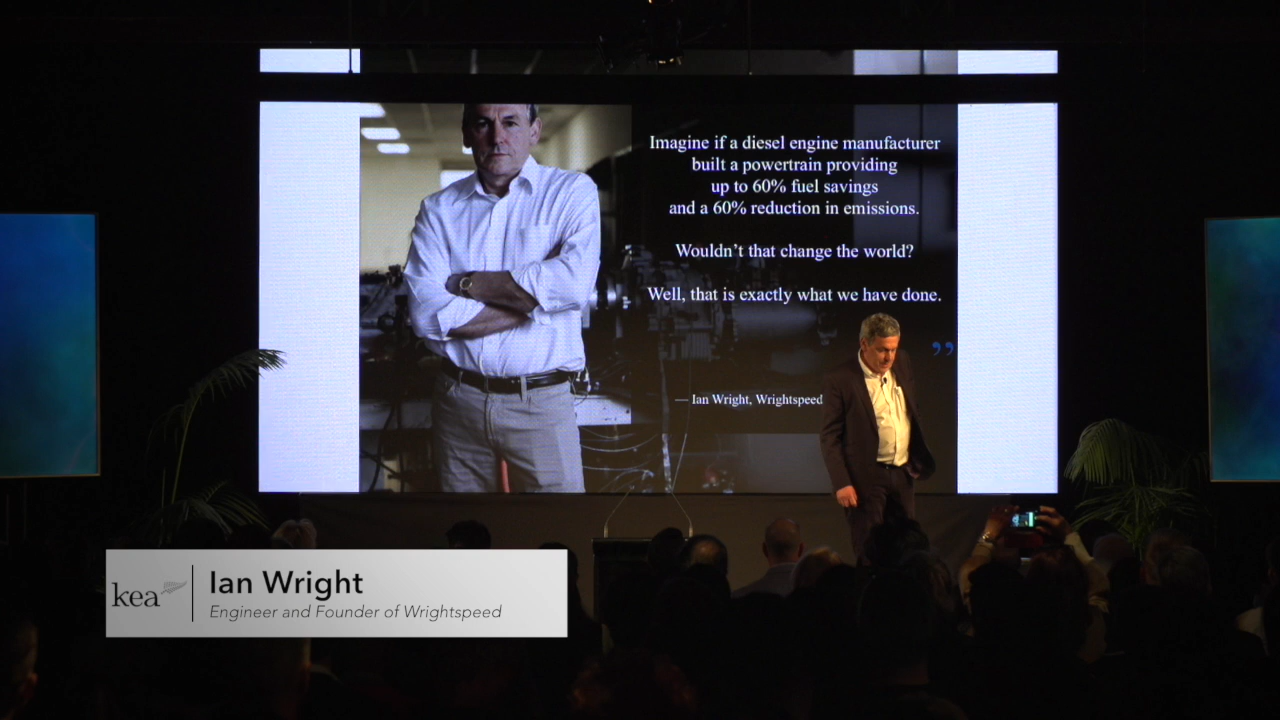 Imagine if a diesel engine manufacturer
built a powertrain providing
up to 60% fuel savings
and a 60% reduction in emissions.
Wouldn't that change the world?
Well, that is exactly what we have done.
”
— Ian Wright, Wrightspeed
kea
Ian Wright
Engineer and Founder of Wrightspeed